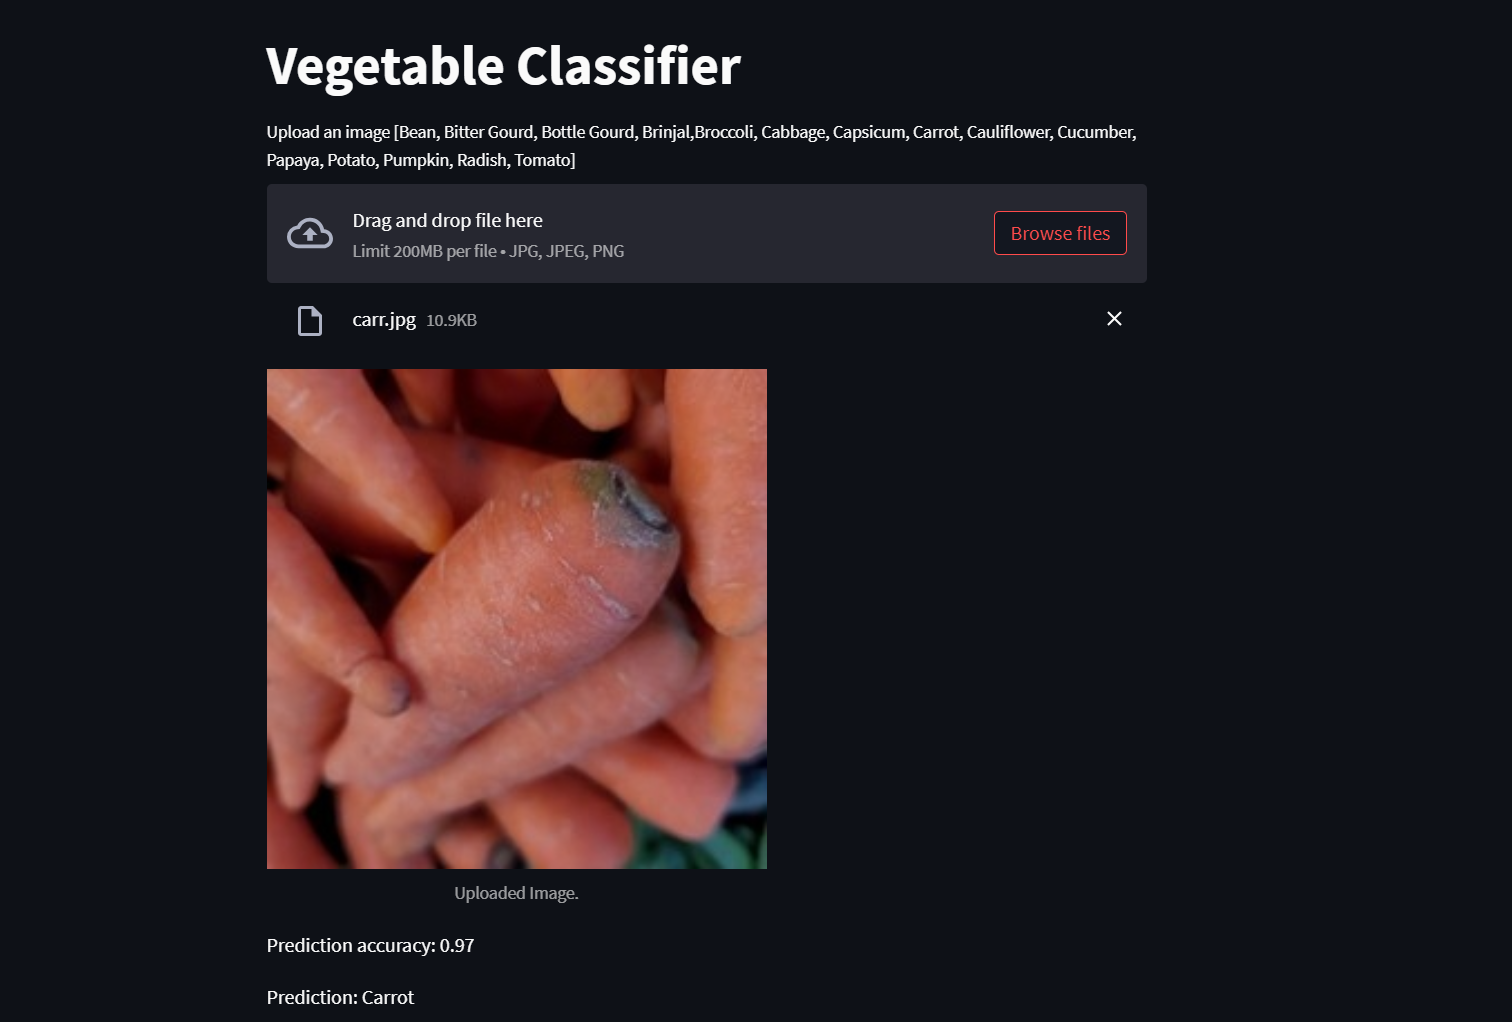 Vegetable Classifier
Upload an image [Bean, Bitter Gourd, Bottle Gourd, Brinjal,Broccoli, Cabbage, Capsicum, Carrot, Cauliflower, Cucumber,
Papaya, Potato, Pumpkin, Radish, Tomato]
Drag and drop file here
Limit 200MB per file • JPG, JPEG, PNG
Browse files
carr.jpg 10.9KB
Uploaded Image.
Prediction accuracy: 0.97
Prediction: Carrot